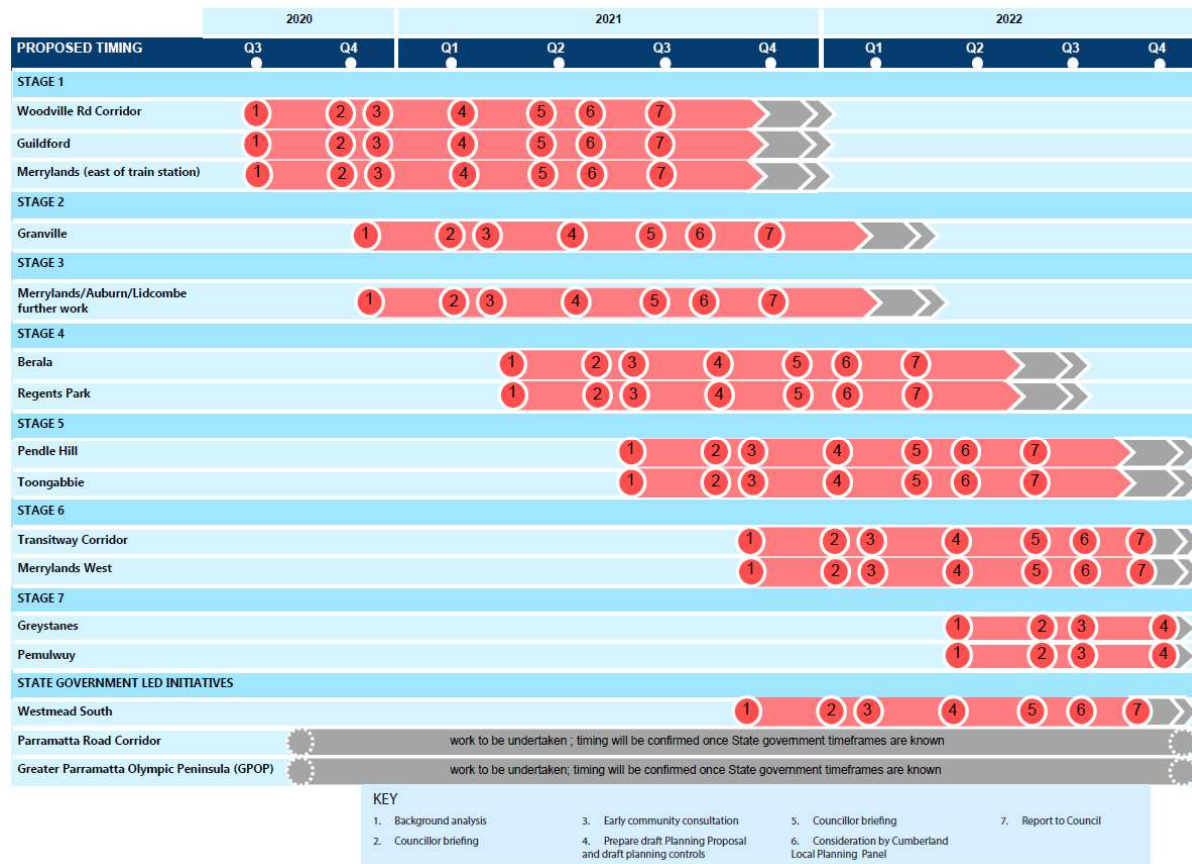 2020 2021 2022
PROPOSED TIMING Q3 Q4 Q1 Q2 Q3 Q4 Q1 Q2 Q3 Q4
STAGE 1
Woodville Rd Corridor 1 2 3 4 5 6 7
Guildford 1 2 3 4 5 6 7
Merrylands (east of train station) 1 2 3 4 5 6 7
STAGE 2
Granville 1 2 3 4 5 6 7
STAGE 3
Merrylands/Auburn/Lidcombe
further work 1 2 3 4 5 6 7
STAGE 4
Berala 1 2 3 4 5 6 7
Regents Park 1 2 3 4 5 6 7
STAGE 5
Pendle Hill 1 2 3 4 5 6 7
Toongabbie 1 2 3 4 5 6 7
STAGE 6
Transitway Corridor 1 2 3 4 5 6 7
Merrylands West 1 2 3 4 5 6 7
STAGE 7
Greystanes 1 2 3 4
Pemulwuy 1 2 3 4
STATE GOVERNMENT LED INITIATIVES
Westmead South 1 2 3 4 5 6 7
Parramatta Road Corridor work to be undertaken ; timing will be confirmed once State government timeframes are known
Greater Parramatta Olympic Peninsula (GPOP) work to be undertaken; timing will be confirmed once State government timeframes are known
KEY
1. Background analysis
2. Councillor briefing
3. Early community consultation
4. Prepare draft Planning Proposal
and draft planning controls
5. Councillor briefing
6. Consideration by Cumberland
Local Planning Panel
7. Report to Council